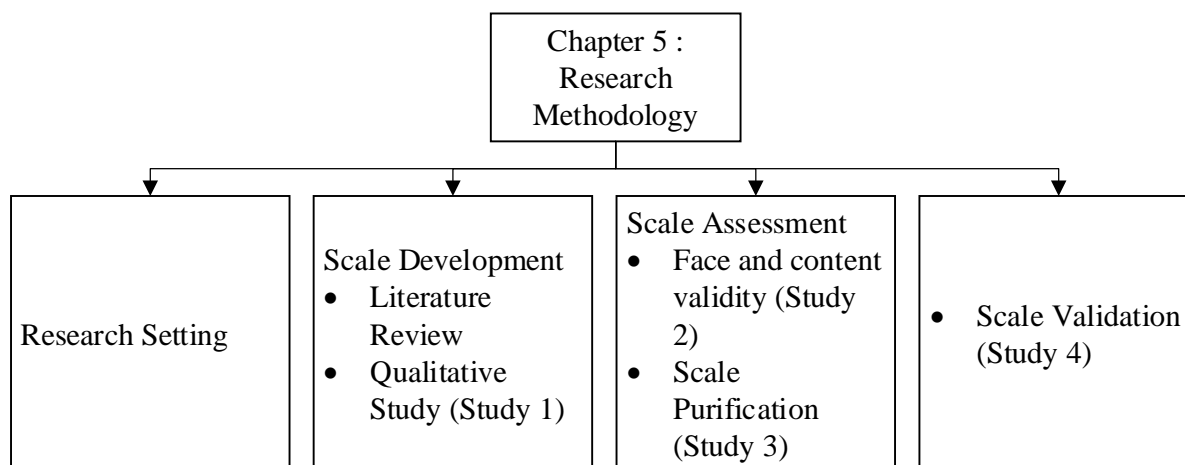 Chapter 5 :
Research
Methodology
Research Setting
Scale Development
• Literature
Review
• Qualitative
Study (Study 1)
Scale Assessment
• Face and content
validity (Study
2)
• Scale
Purification
(Study 3)
• Scale Validation
(Study 4)